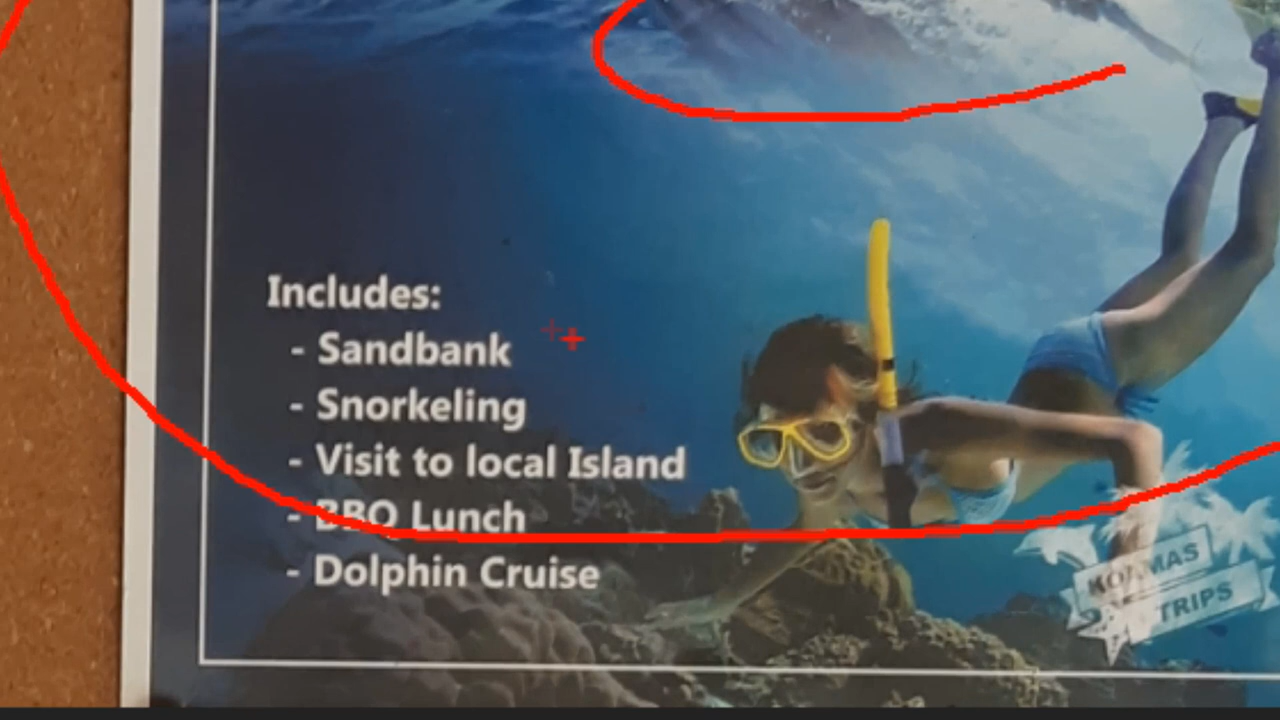 Includes:
- Sandbank
- Snorkeling
- Visit to local Island
- BBQ Lunch
- Dolphin Cruise
TRIPS